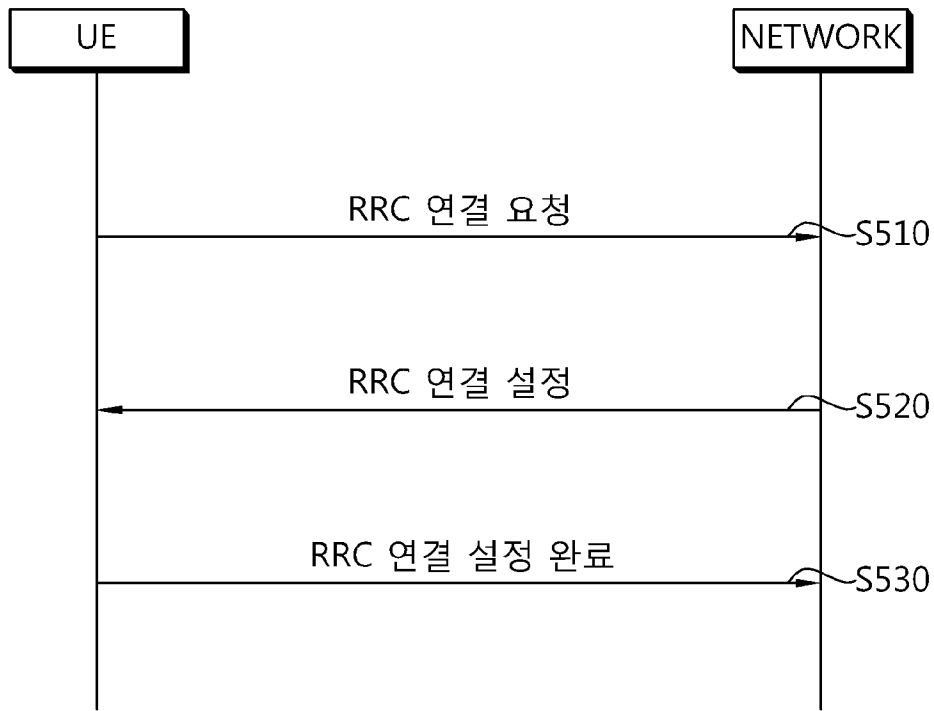 UE
NETWORK
RRC 연결 요청
S510
RRC 연결 설정
S520
RRC 연결 설정 완료
S530